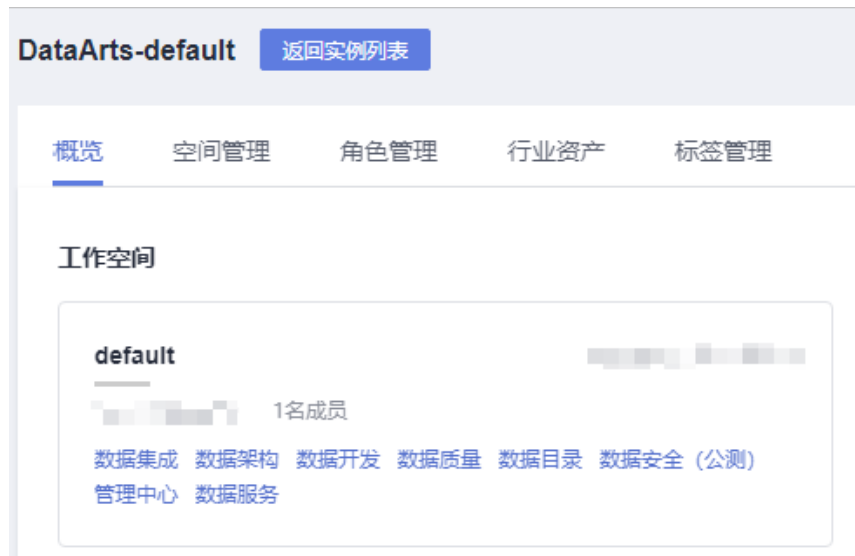 DataArts-default 返回实例列表
概览 空间管理 角色管理 行业资产 标签管理
工作空间
default
1名成员
数据集成 数据架构 数据开发 数据质量 数据目录 数据安全（公测）
管理中心 数据服务